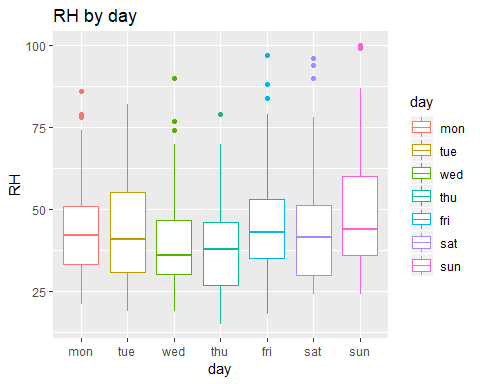 RH by day
100
75
50
25
RH
mon tue wed thu fri sat sun
day
day
mon
tue
wed
thu
fri
sat
sun